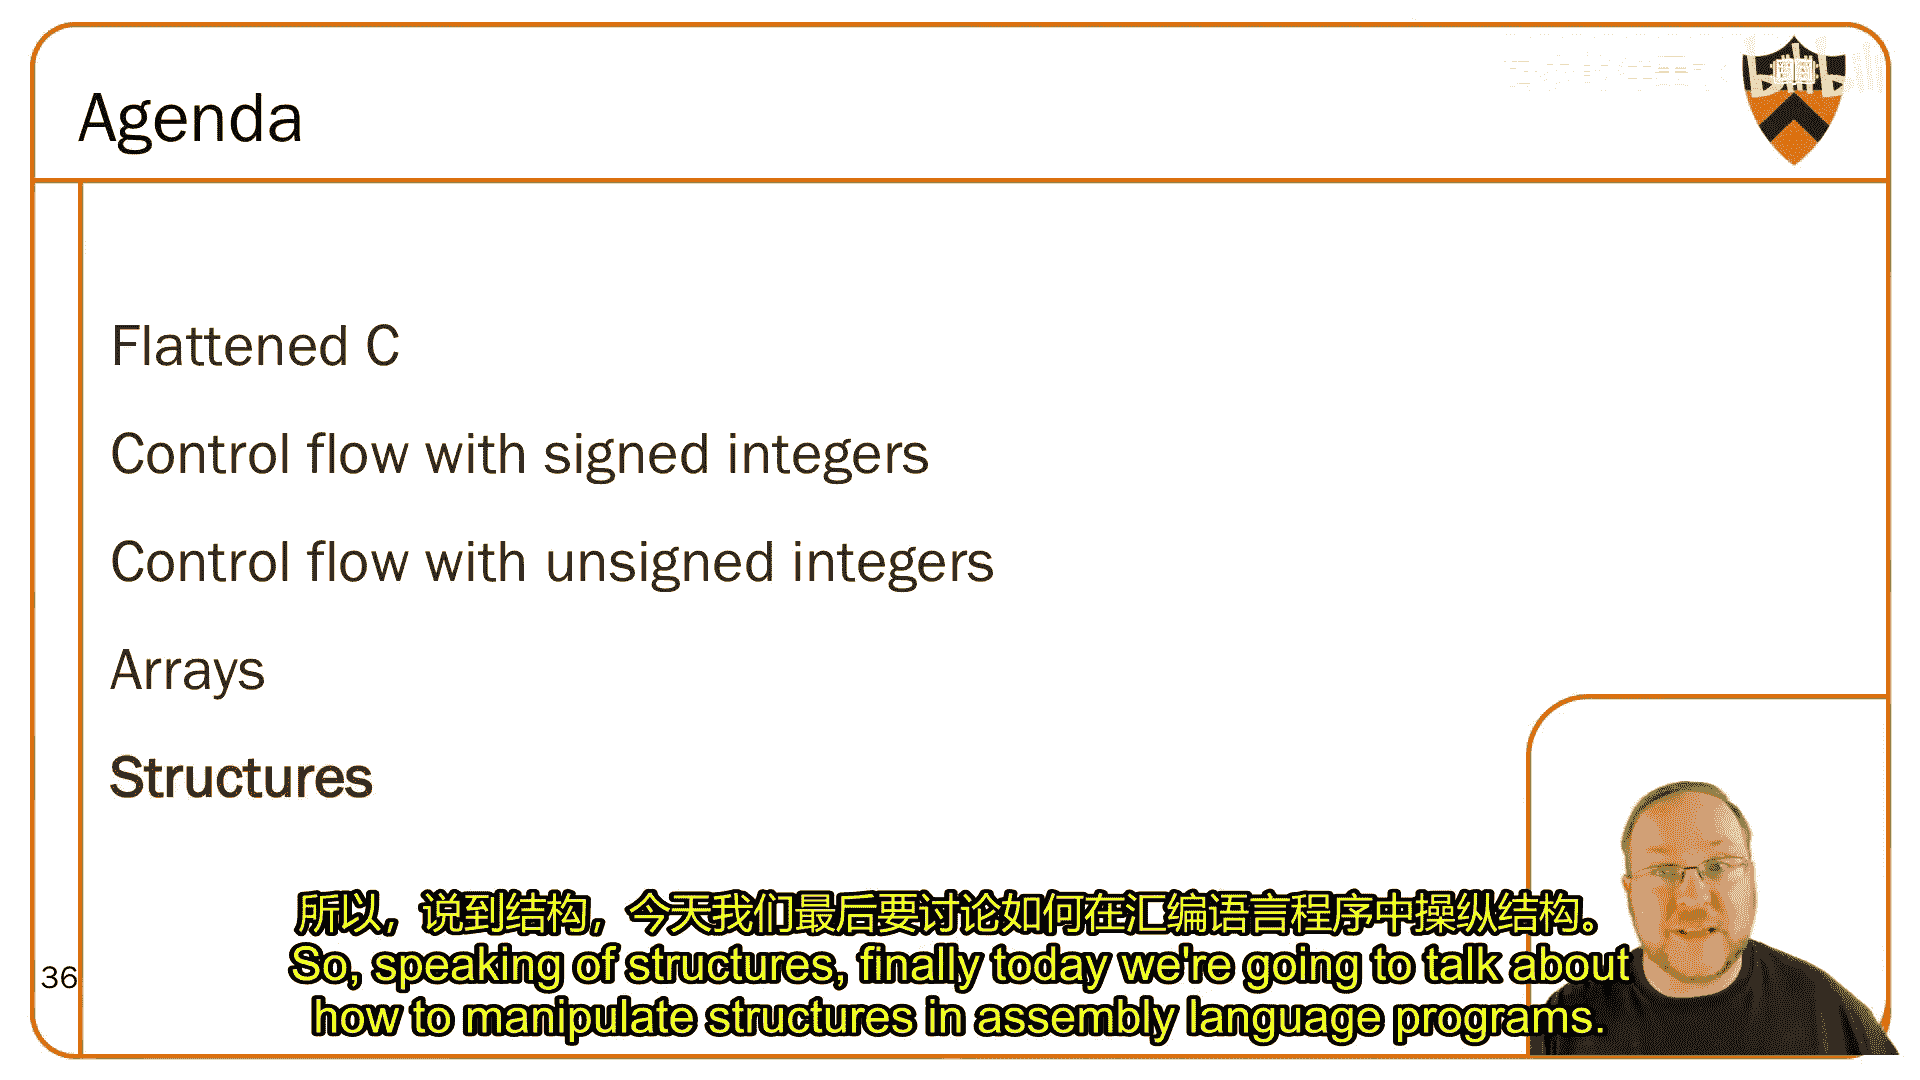 Agenda
Flattened C
Control flow with signed integers
Control flow with unsigned integers
Arrays
Structures
所以，说到结构，今天我们最后要讨论如何在汇编语言程序中操纵结构。
So, speaking of structures, finally today we're going to talk about
how to manipulate structures in assembly language programs.
36